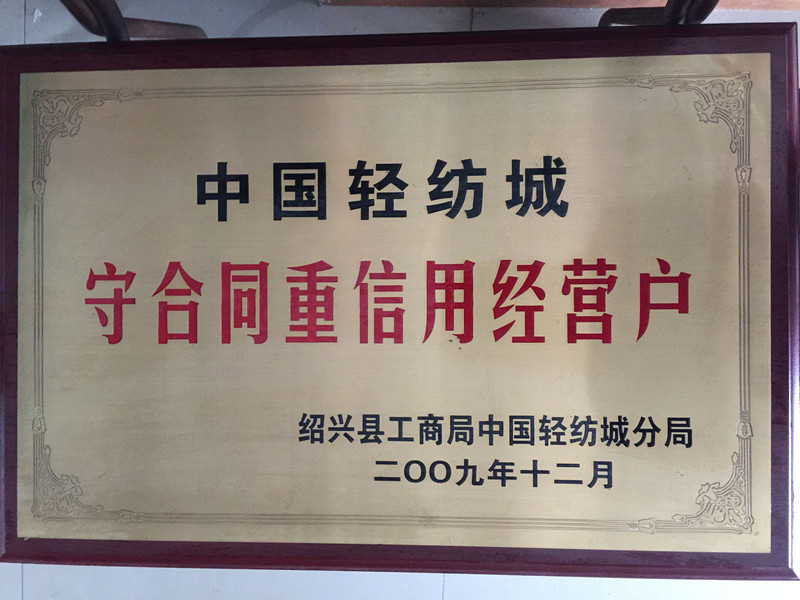 中国轻纺城
守合同重信用经营户
绍兴县工商局中国轻纺城分局
二OO九年十二月